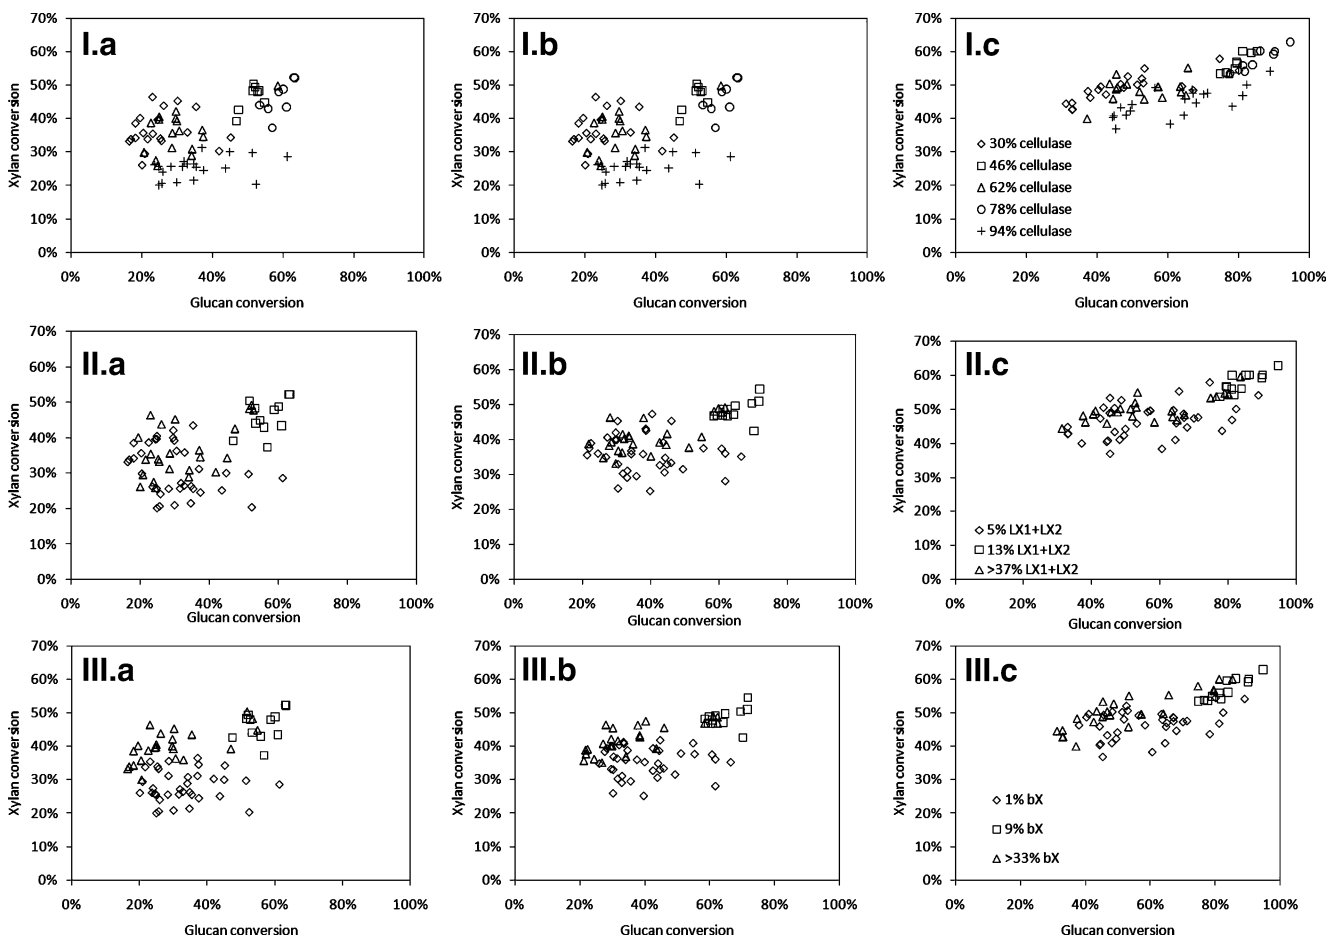 I.a
70%
60%
50%
40%
30%
20%
10%
0%
Xylan conversion
0% 20% 40% 60% 80% 100%
Glucan conversion
I.b
70%
60%
50%
40%
30%
20%
10%
0%
Xylan conversion
0% 20% 40% 60% 80% 100%
Glucan conversion
I.c
70%
60%
50%
40%
30%
20%
10%
0%
Xylan conversion
30% cellulase
46% cellulase
62% cellulase
78% cellulase
94% cellulase
0% 20% 40% 60% 80% 100%
Glucan conversion
II.a
70%
60%
50%
40%
30%
20%
10%
0%
Xylan conversion
0% 20% 40% 60% 80% 100%
Glucan conversion
II.b
70%
60%
50%
40%
30%
20%
10%
0%
Xylan conversion
0% 20% 40% 60% 80% 100%
Glucan conversion
II.c
70%
60%
50%
40%
30%
20%
10%
0%
Xylan conversion
5% LX1+LX2
13% LX1+LX2
>37% LX1+LX2
0% 20% 40% 60% 80% 100%
Glucan conversion
III.a
70%
60%
50%
40%
30%
20%
10%
0%
Xylan conversion
0% 20% 40% 60% 80% 100%
Glucan conversion
III.b
70%
60%
50%
40%
30%
20%
10%
0%
Xylan conversion
0% 20% 40% 60% 80% 100%
Glucan conversion
III.c
70%
60%
50%
40%
30%
20%
10%
0%
Xylan conversion
1% bX
9% bX
>33% bX
0% 20% 40% 60% 80% 100%
Glucan conversion